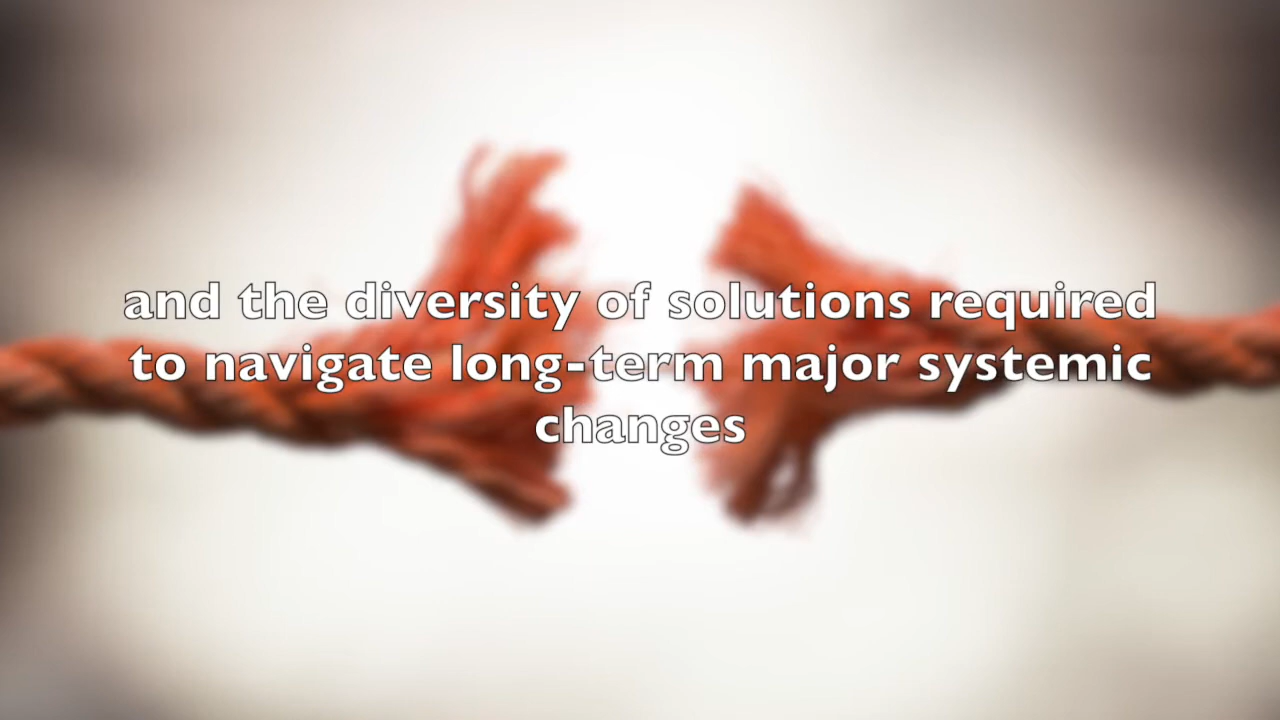 and the diversity of solutions required
to navigate long-term major systemic
changes